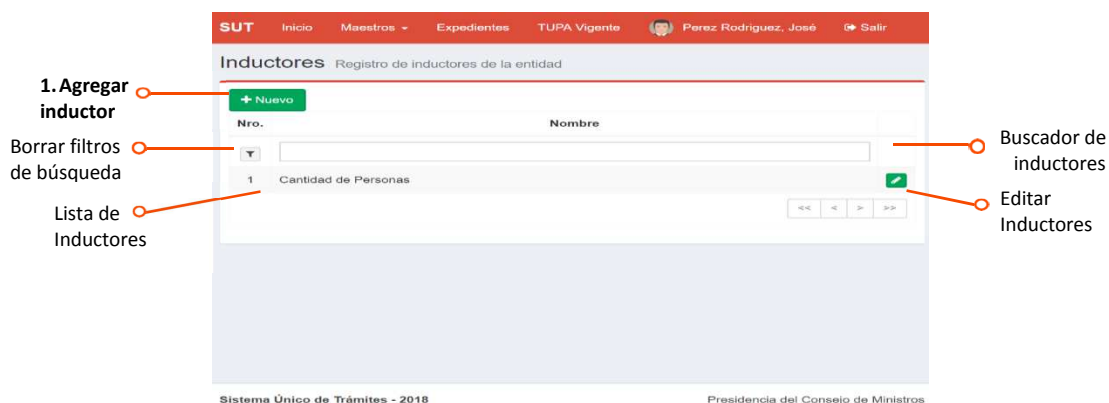 SUT Inicio Maestros Expedientes TUPA Vigente Perez Rodriguez, José Salir
Inductores Registro de inductores de la entidad
1. Agregar
inductor
+ Nuevo
Nro. Nombre
Borrar filtros
de búsqueda
Buscador de
inductores
1 Cantidad de Personas
Lista de
Inductores
Editar
Inductores
<< < > >>
Sistema Único de Trámites - 2018 Presidencia del Consejo de Ministros